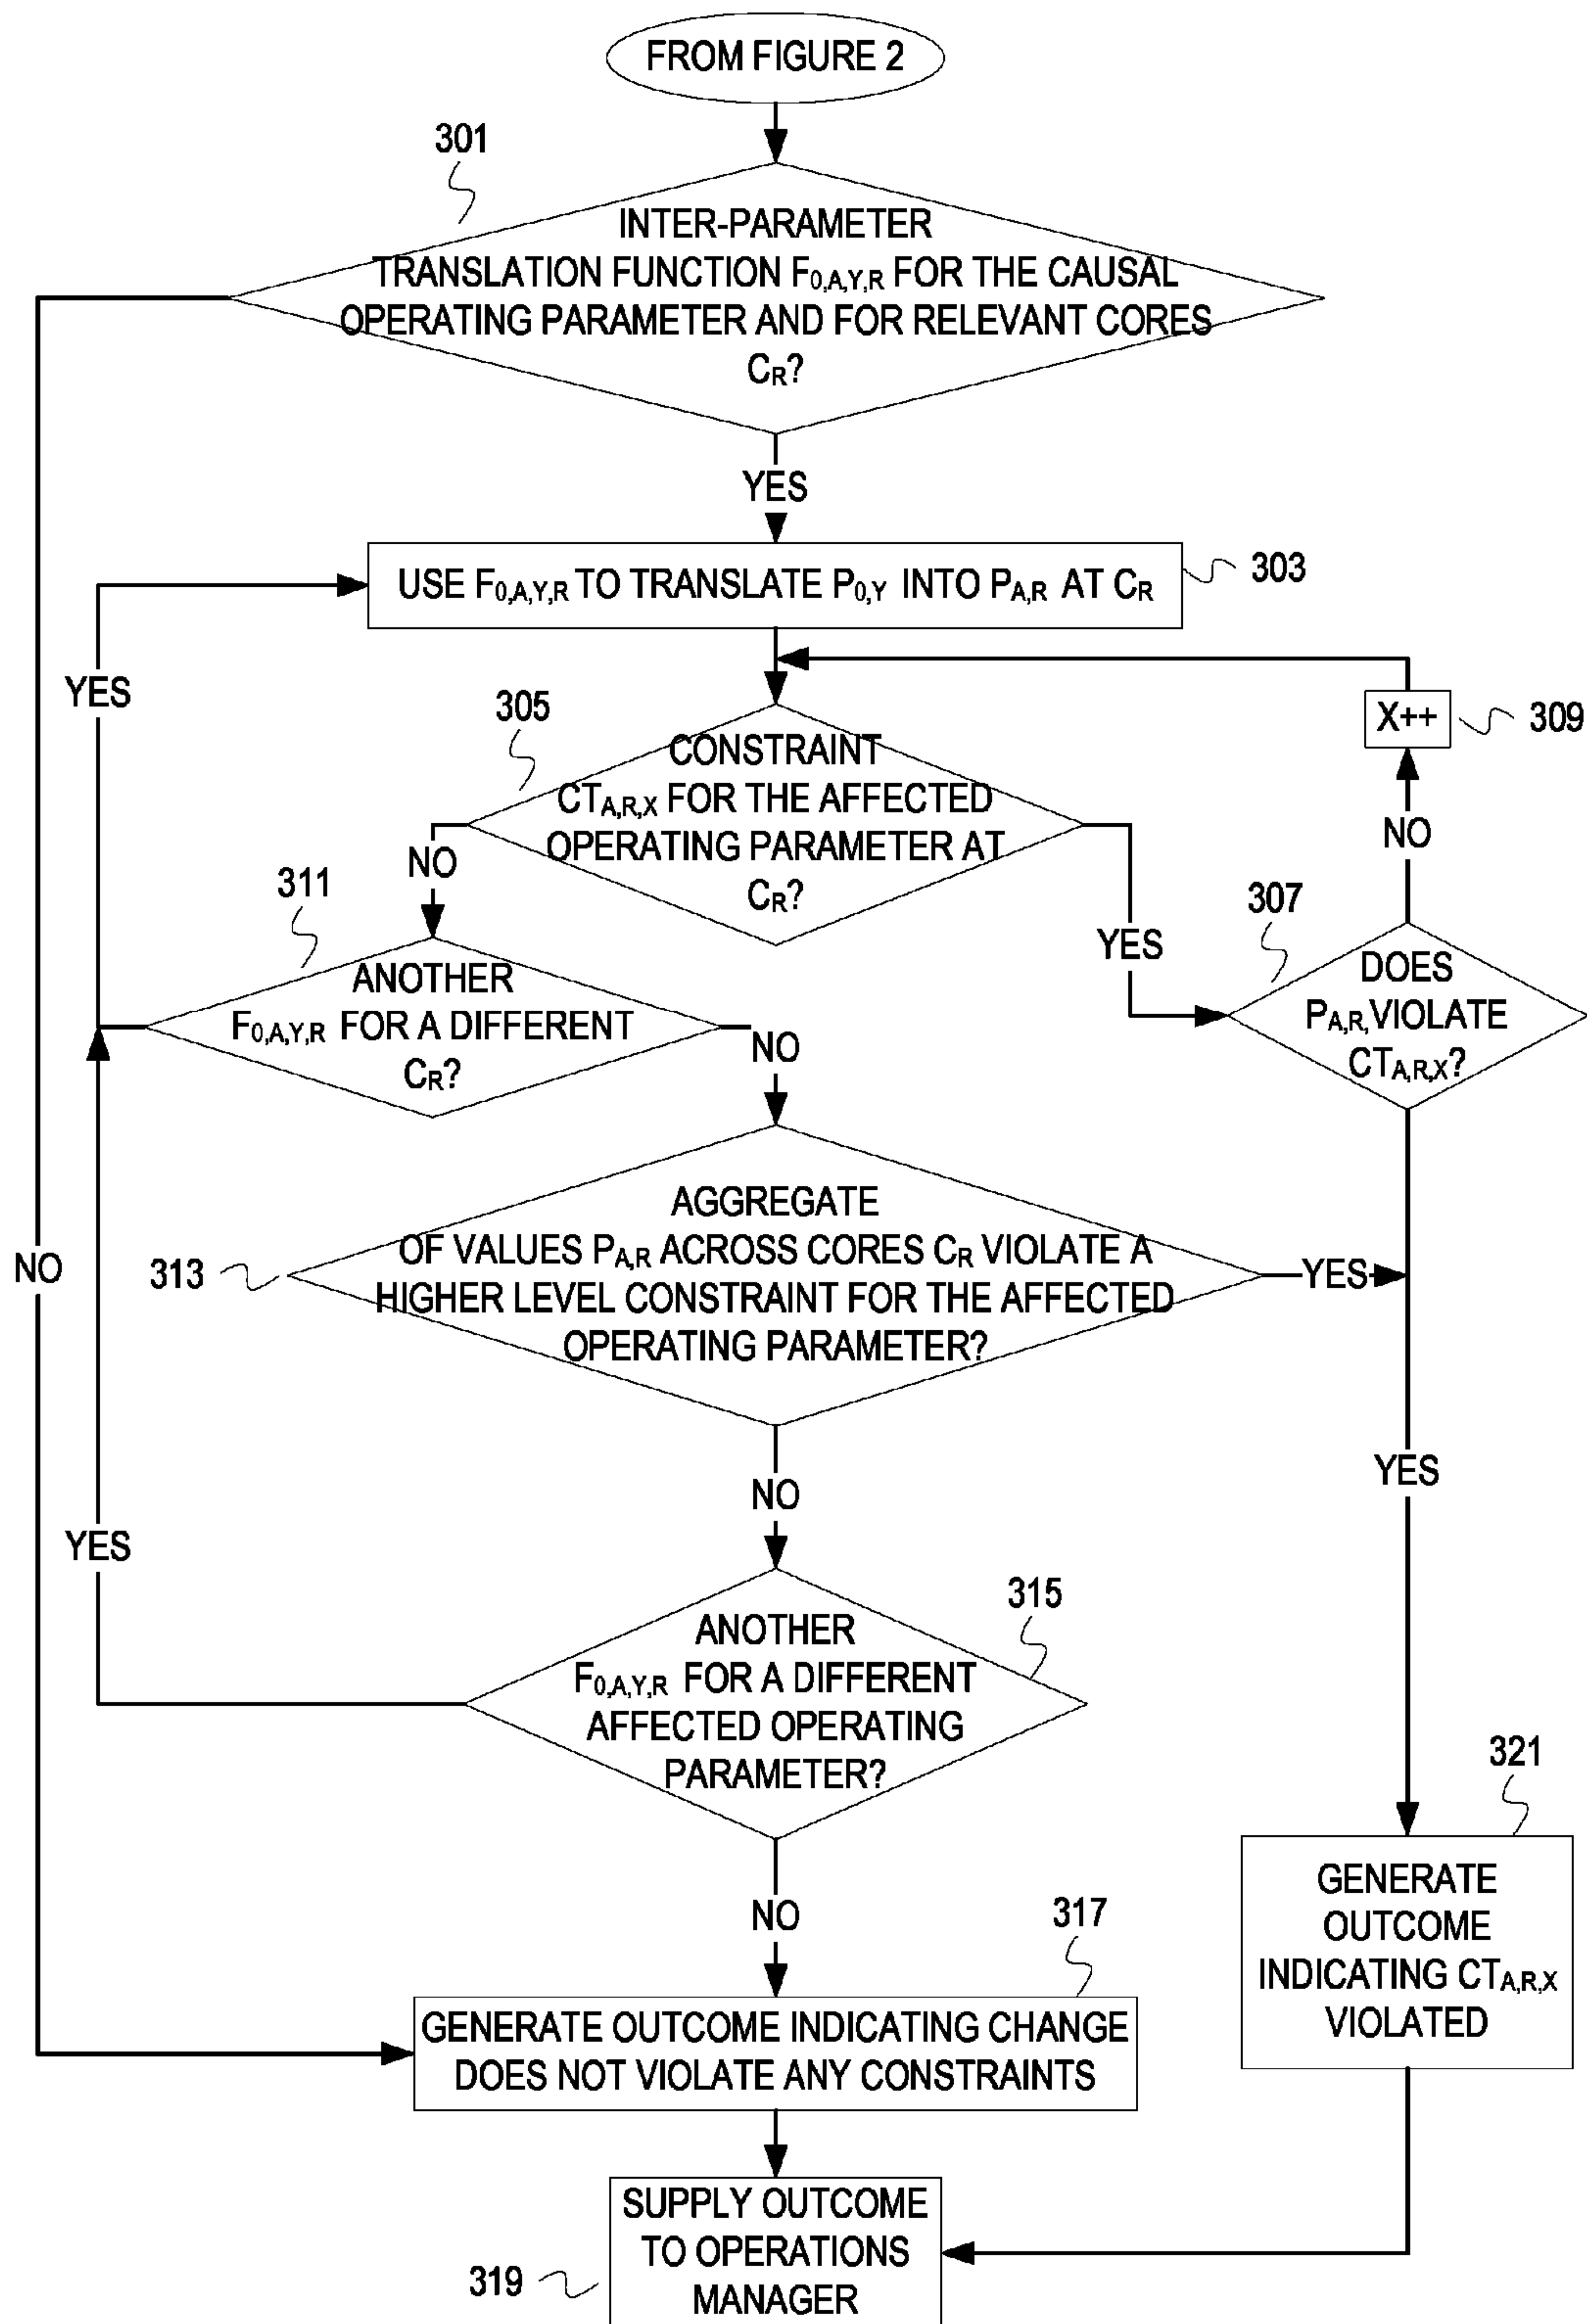 FROM FIGURE 2
301
INTER-PARAMETER
TRANSLATION FUNCTION F0,A,Y,R FOR THE CAUSAL
OPERATING PARAMETER AND FOR RELEVANT CORES
CR?
YES
USE F0,A,Y,R TO TRANSLATE P0,Y INTO PA,R AT CR
303
YES
305
CONSTRAINT
CTA,R,X FOR THE AFFECTED
OPERATING PARAMETER AT
CR?
X++
309
NO
NO
YES
311
ANOTHER
F0,A,Y,R FOR A DIFFERENT
CR?
307
DOES
PA,R, VIOLATE
CTA,R,X?
NO
AGGREGATE
OF VALUES PA,R ACROSS CORES CR VIOLATE A
HIGHER LEVEL CONSTRAINT FOR THE AFFECTED
OPERATING PARAMETER?
313
NO
YES
YES
NO
YES
315
ANOTHER
F0,A,Y,R FOR A DIFFERENT
AFFECTED OPERATING
PARAMETER?
NO
321
GENERATE
OUTCOME
INDICATING CTA,R,X
VIOLATED
317
GENERATE OUTCOME INDICATING CHANGE
DOES NOT VIOLATE ANY CONSTRAINTS
SUPPLY OUTCOME
TO OPERATIONS
MANAGER
319